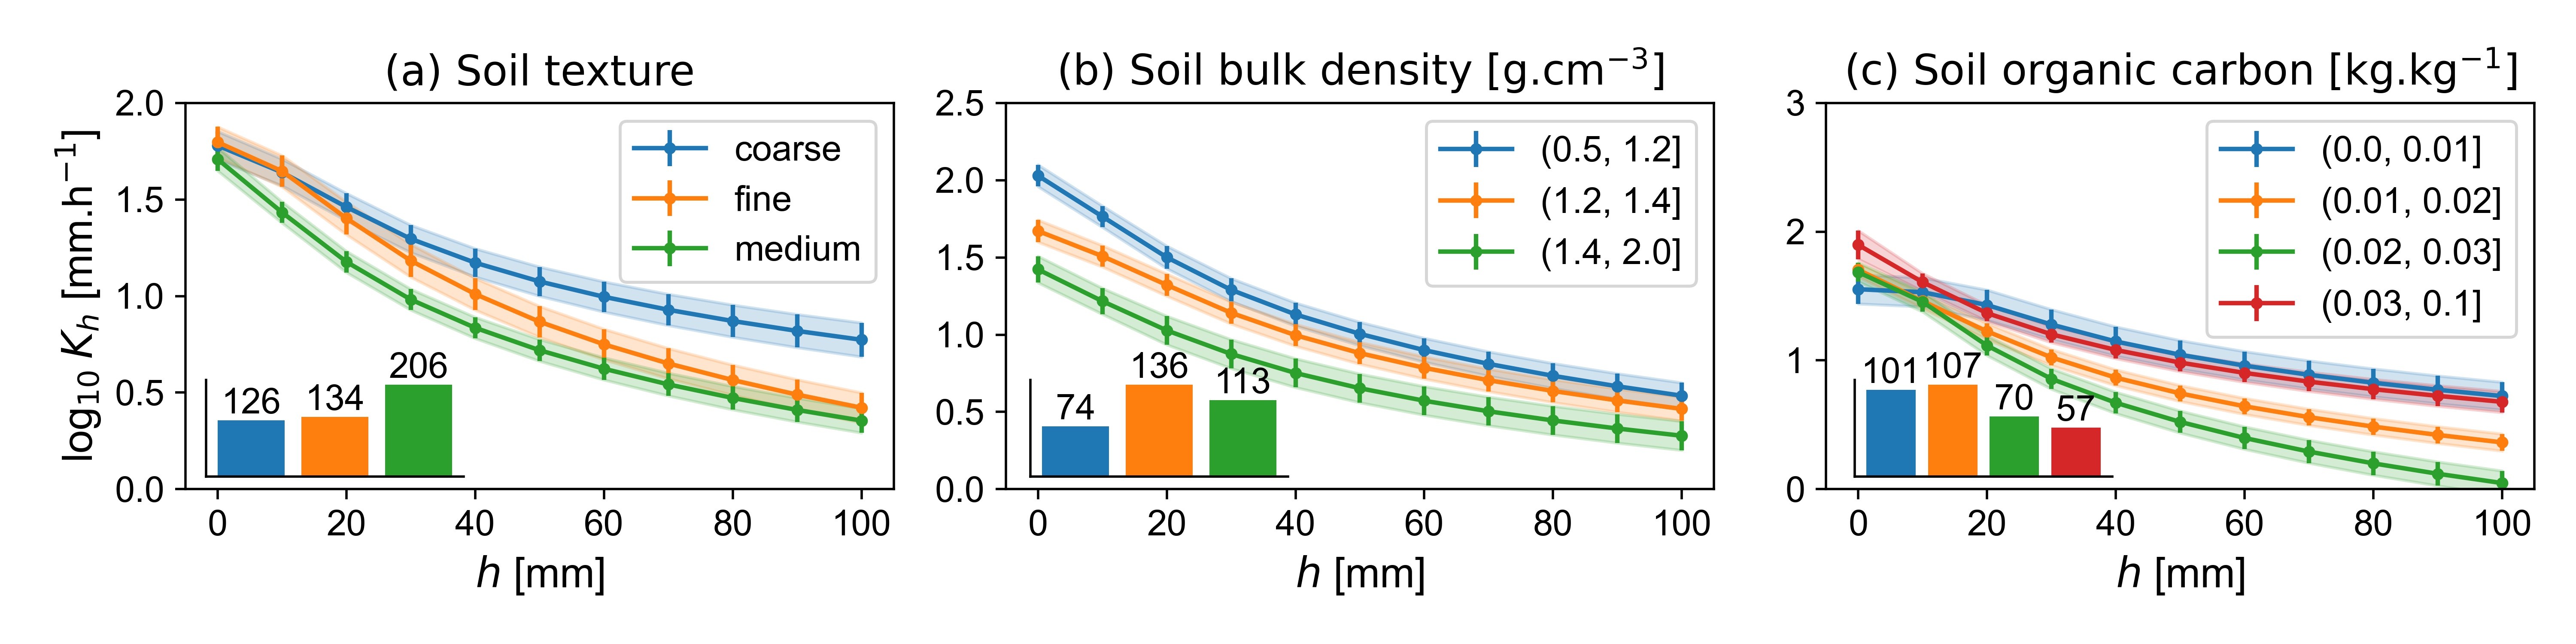 (a) Soil texture
log₁₀ Kₕ [mm.h⁻¹]
2.0
1.5
1.0
0.5
0.0
coarse
fine
medium
126 134 206
0 20 40 60 80 100
h [mm]
(b) Soil bulk density [g.cm⁻³]
2.5
2.0
1.5
1.0
0.5
0.0
(0.5, 1.2]
(1.2, 1.4]
(1.4, 2.0]
74 136 113
0 20 40 60 80 100
h [mm]
(c) Soil organic carbon [kg.kg⁻¹]
3
2
1
0
(0.0, 0.01]
(0.01, 0.02]
(0.02, 0.03]
(0.03, 0.1]
101 107 70 57
0 20 40 60 80 100
h [mm]